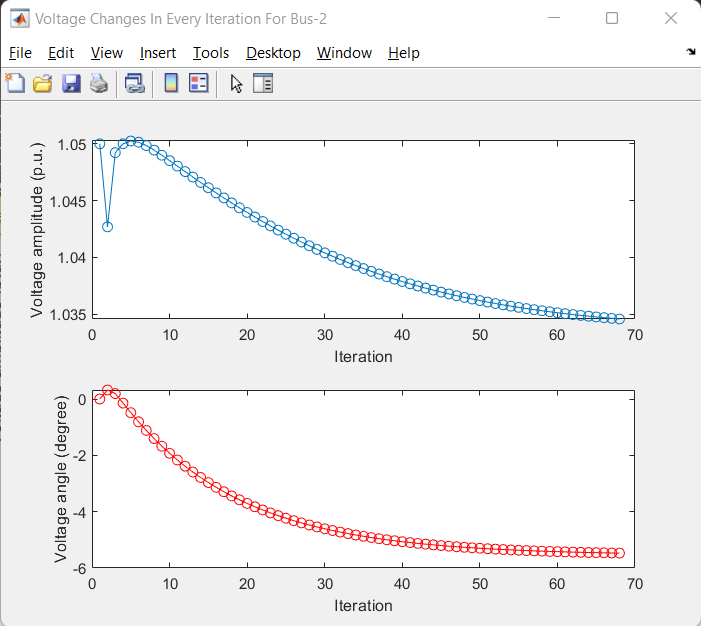 Voltage Changes In Every Iteration For Bus-2
File Edit View Insert Tools Desktop Window Help
Voltage amplitude (p.u.)
1.05
1.045
1.04
1.035
0 10 20 30 40 50 60 70
Iteration
Voltage angle (degree)
0
-2
-4
-6
0 10 20 30 40 50 60 70
Iteration